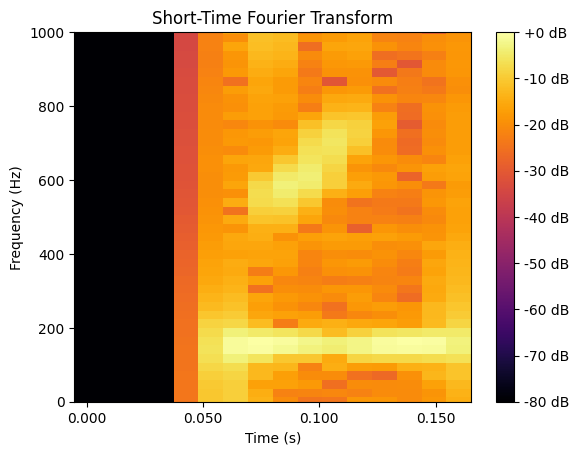 Short-Time Fourier Transform
1000
800
600
400
200
0
Frequency (Hz)
0.000
0.050
0.100
0.150
Time (s)
+0 dB
-10 dB
-20 dB
-30 dB
-40 dB
-50 dB
-60 dB
-70 dB
-80 dB